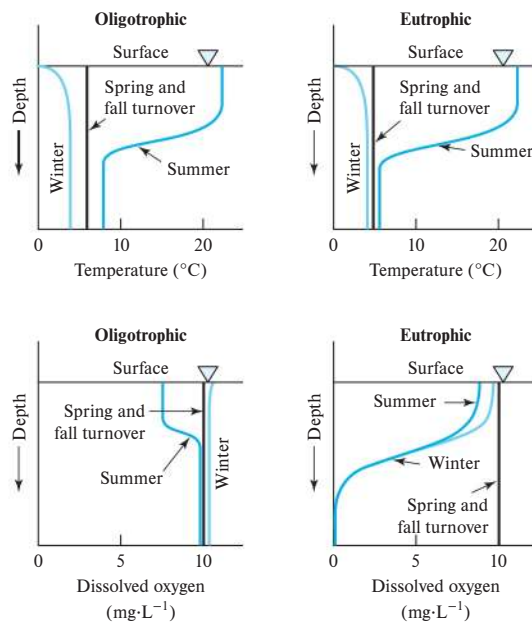 Oligotrophic
Surface
Spring and
fall turnover
Summer
Winter
Depth
0
10
20
Temperature (°C)
Eutrophic
Surface
Spring and
fall turnover
Summer
Winter
Depth
0
10
20
Temperature (°C)
Oligotrophic
Surface
Spring and
fall turnover
Summer
Winter
Depth
0
5
10
Dissolved oxygen
(mg·L⁻¹)
Eutrophic
Surface
Summer
Winter
Spring and
fall turnover
Depth
0
5
10
Dissolved oxygen
(mg·L⁻¹)